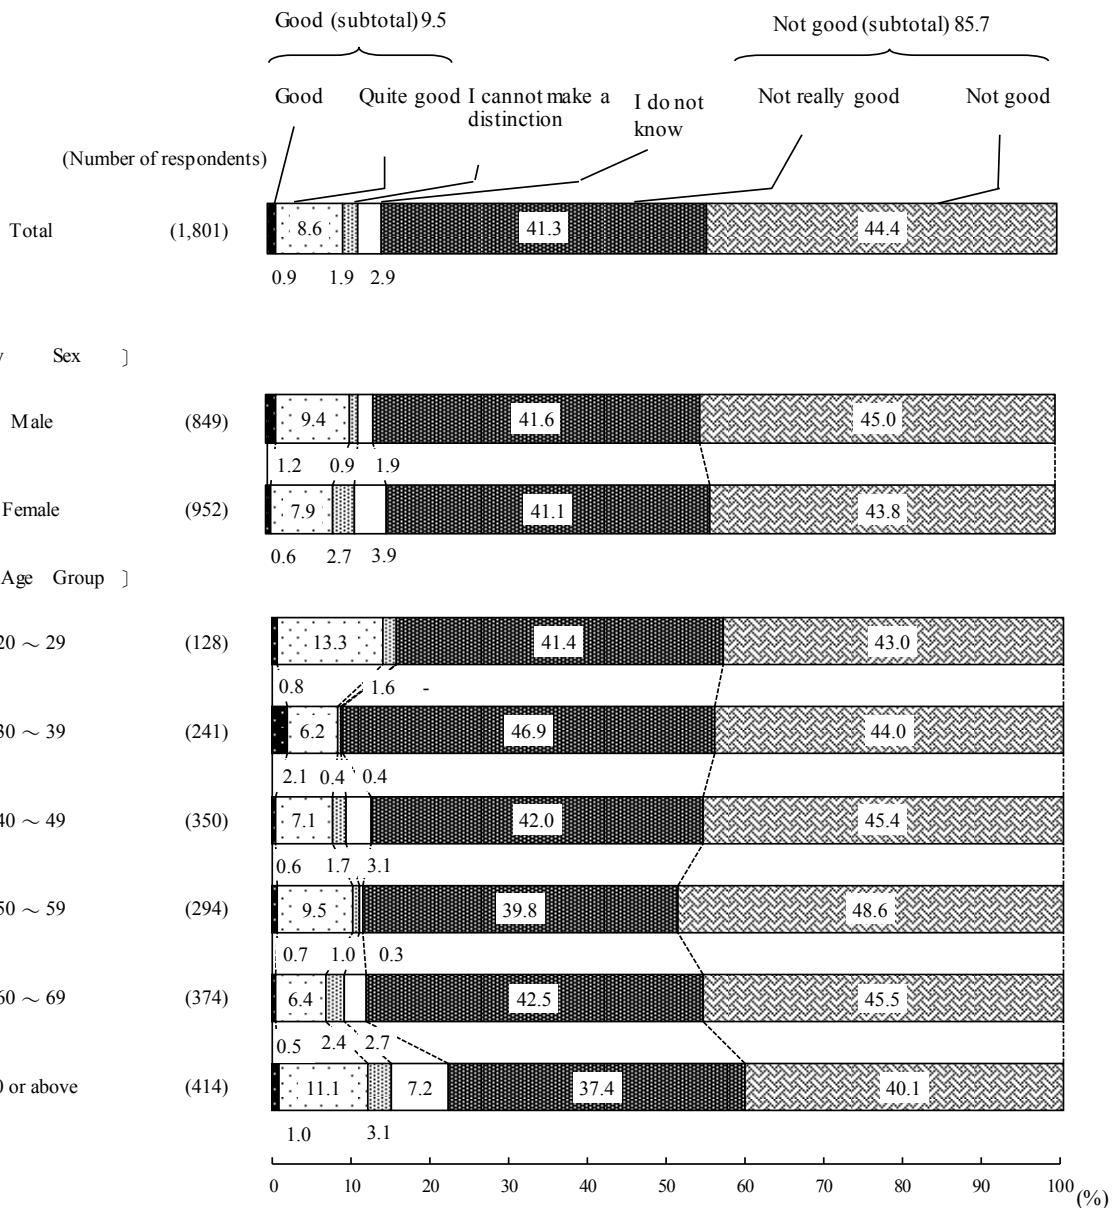 Good (subtotal) 9.5
Not good (subtotal) 85.7
Good Quite good I cannot make a distinction I do not know Not really good Not good
(Number of respondents)
Total (1,801) 8.6 41.3 44.4
0.9 1.9 2.9
Sex ]
Male (849) 9.4 41.6 45.0
1.2 0.9 1.9
Female (952) 7.9 41.1 43.8
0.6 2.7 3.9
Age Group ]
20 ~ 29 (128) 13.3 41.4 43.0
0.8 1.6 -
30 ~ 39 (241) 6.2 46.9 44.0
2.1 0.4 0.4
40 ~ 49 (350) 7.1 42.0 45.4
0.6 1.7 3.1
50 ~ 59 (294) 9.5 39.8 48.6
0.7 1.0 0.3
60 ~ 69 (374) 6.4 42.5 45.5
0.5 2.4 2.7
0 or above (414) 11.1 7.2 37.4 40.1
1.0 3.1
0 10 20 30 40 50 60 70 80 90 100 (%)